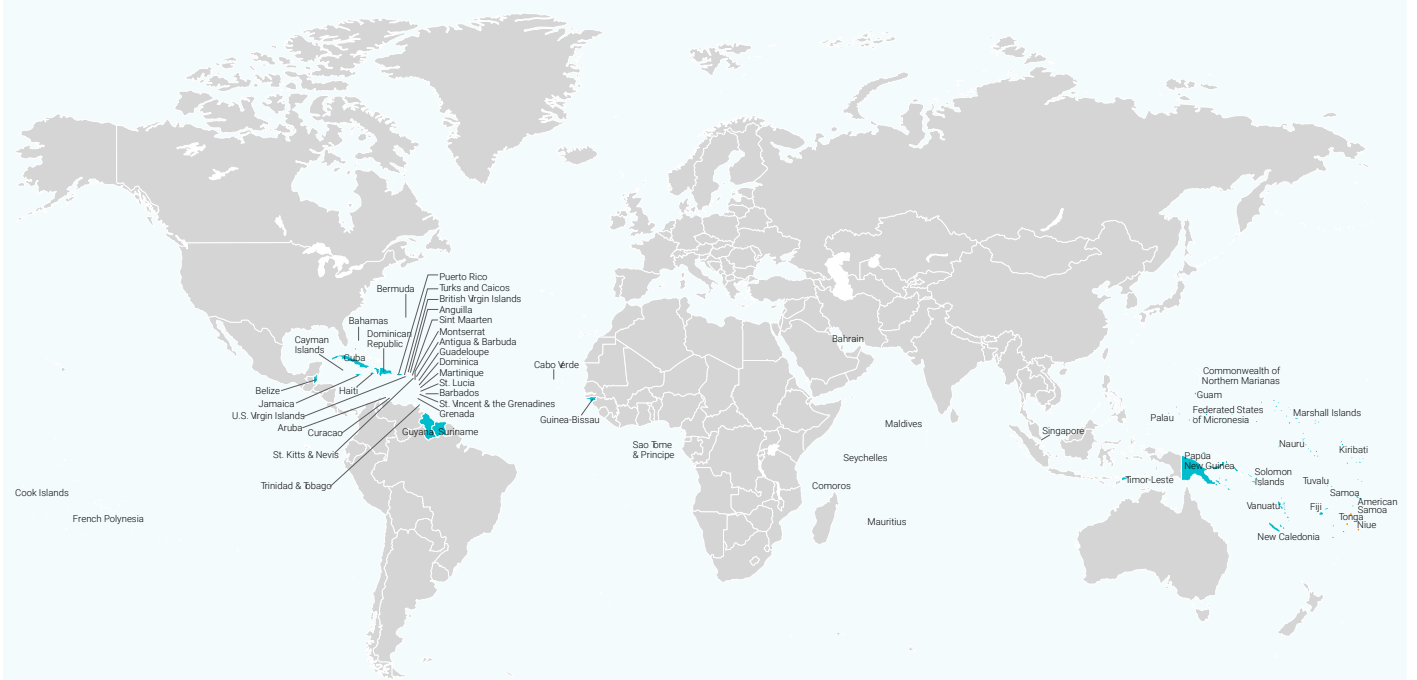 Puerto Rico
Turks and Caicos
British Virgin Islands
Anguilla
Sint Maarten
Montserrat
Antigua & Barbuda
Guadeloupe
Dominica
Martinique
St. Lucia
Barbados
St. Vincent & the Grenadines
Grenada
Bermuda
Bahamas
Dominican
Republic
Cayman
Islands
Cuba
Belize
Haiti
Jamaica
U.S. Virgin Islands
Aruba
Curacao
Guyana
Suriname
St. Kitts & Nevis
Trinidad & Tobago
Cook Islands
French Polynesia
Cabo Verde
Guinea-Bissau
Sao Tome
& Principe
Bahrain
Maldives
Seychelles
Comoros
Mauritius
Singapore
Timor-Leste
Commonwealth of
Northern Marianas
Guam
Palau
Federated States
of Micronesia
Marshall Islands
Nauru
Kiribati
Papua
New Guinea
Solomon
Islands
Tuvalu
Samoa
American
Samoa
Vanuatu
Fiji
Tonga
Niue
New Caledonia